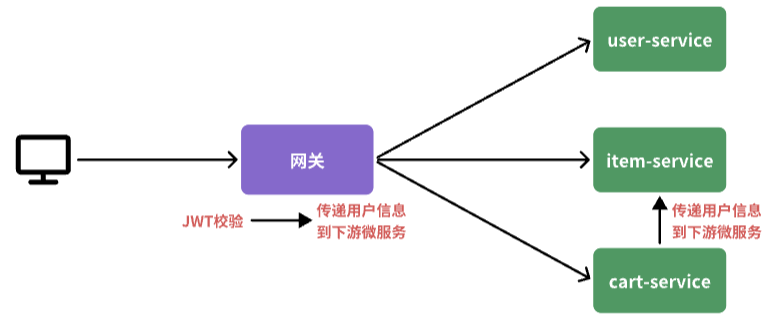 user-service
网关
item-service
JWT校验
传递用户信息
到下游微服务
传递用户信息
到下游微服务
cart-service